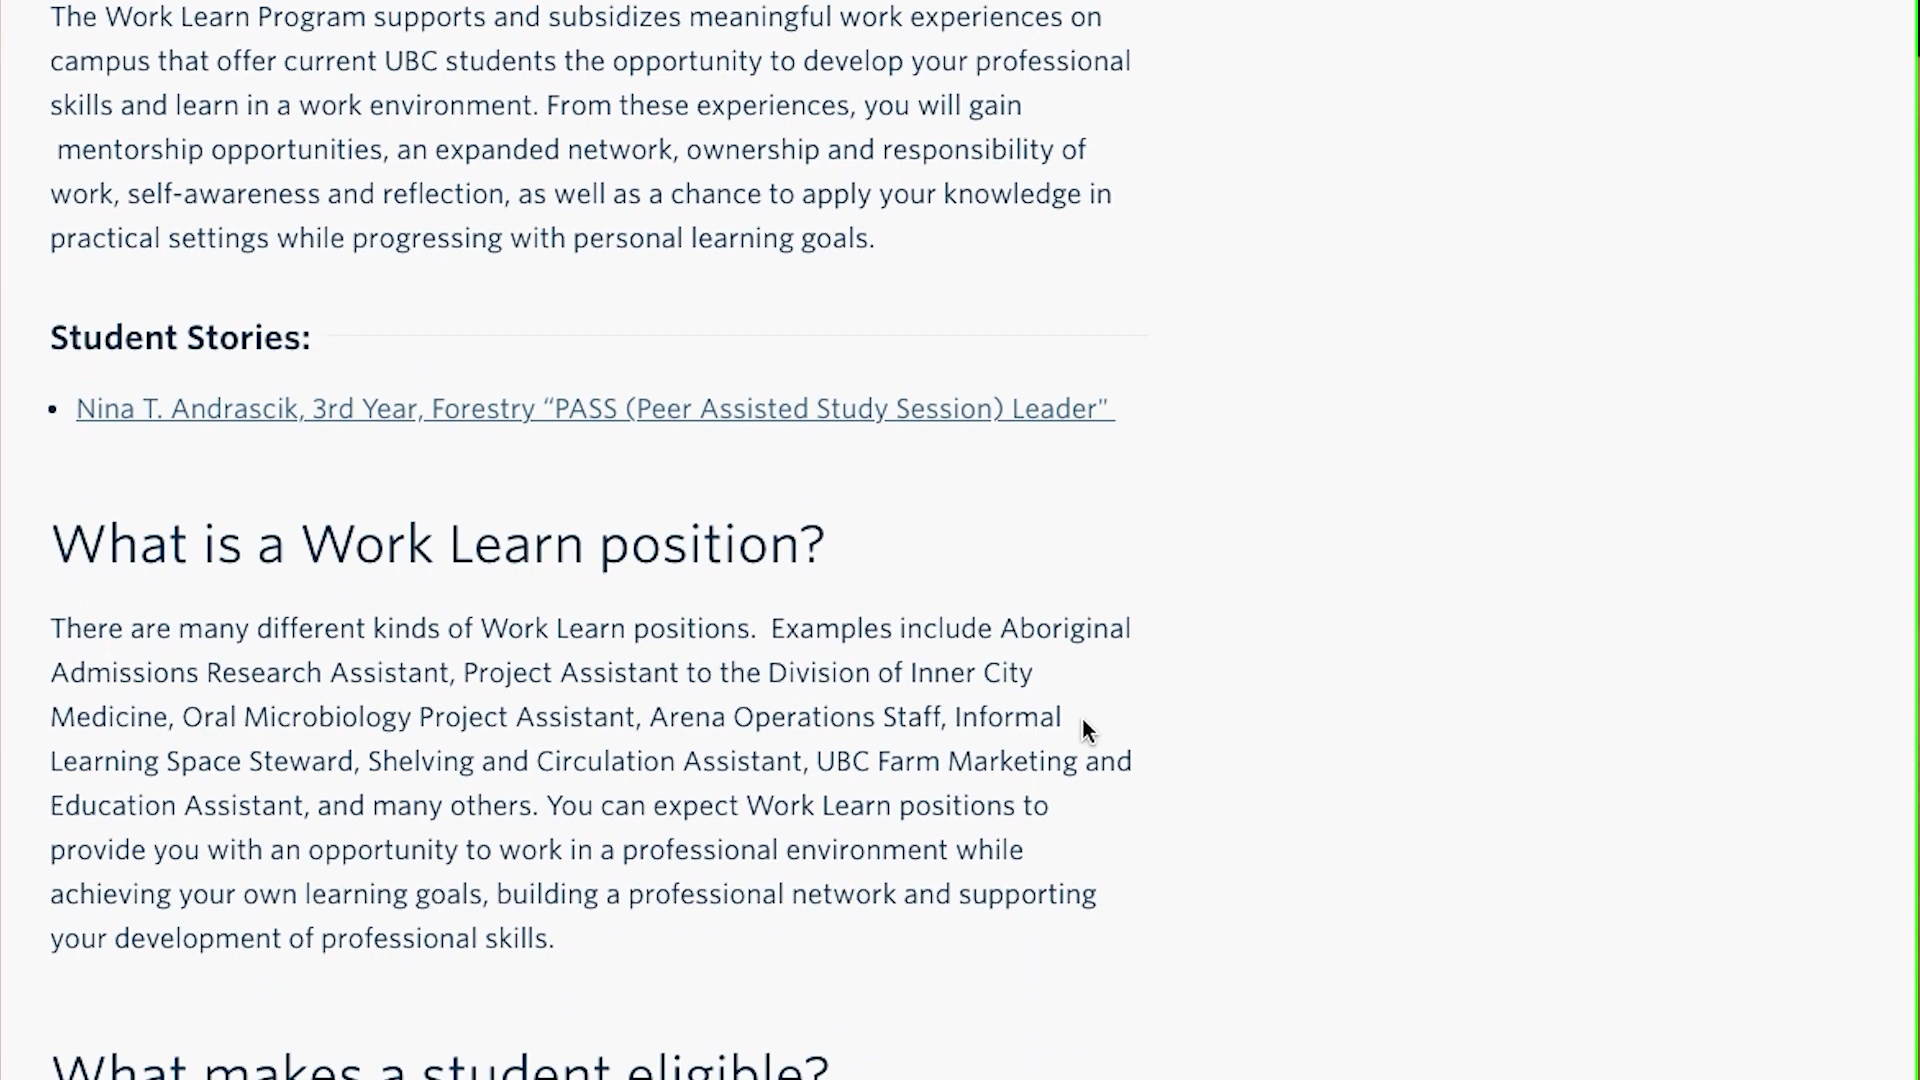 The Work Learn Program supports and subsidizes meaningful work experiences on
campus that offer current UBC students the opportunity to develop your professional
skills and learn in a work environment. From these experiences, you will gain
mentorship opportunities, an expanded network, ownership and responsibility of
work, self-awareness and reflection, as well as a chance to apply your knowledge in
practical settings while progressing with personal learning goals.
Student Stories:
• Nina T. Andrascik, 3rd Year, Forestry “PASS (Peer Assisted Study Session) Leader"
What is a Work Learn position?
There are many different kinds of Work Learn positions.  Examples include Aboriginal
Admissions Research Assistant, Project Assistant to the Division of Inner City
Medicine, Oral Microbiology Project Assistant, Arena Operations Staff, Informal
Learning Space Steward, Shelving and Circulation Assistant, UBC Farm Marketing and
Education Assistant, and many others. You can expect Work Learn positions to
provide you with an opportunity to work in a professional environment while
achieving your own learning goals, building a professional network and supporting
your development of professional skills.
What makes a student eligible?